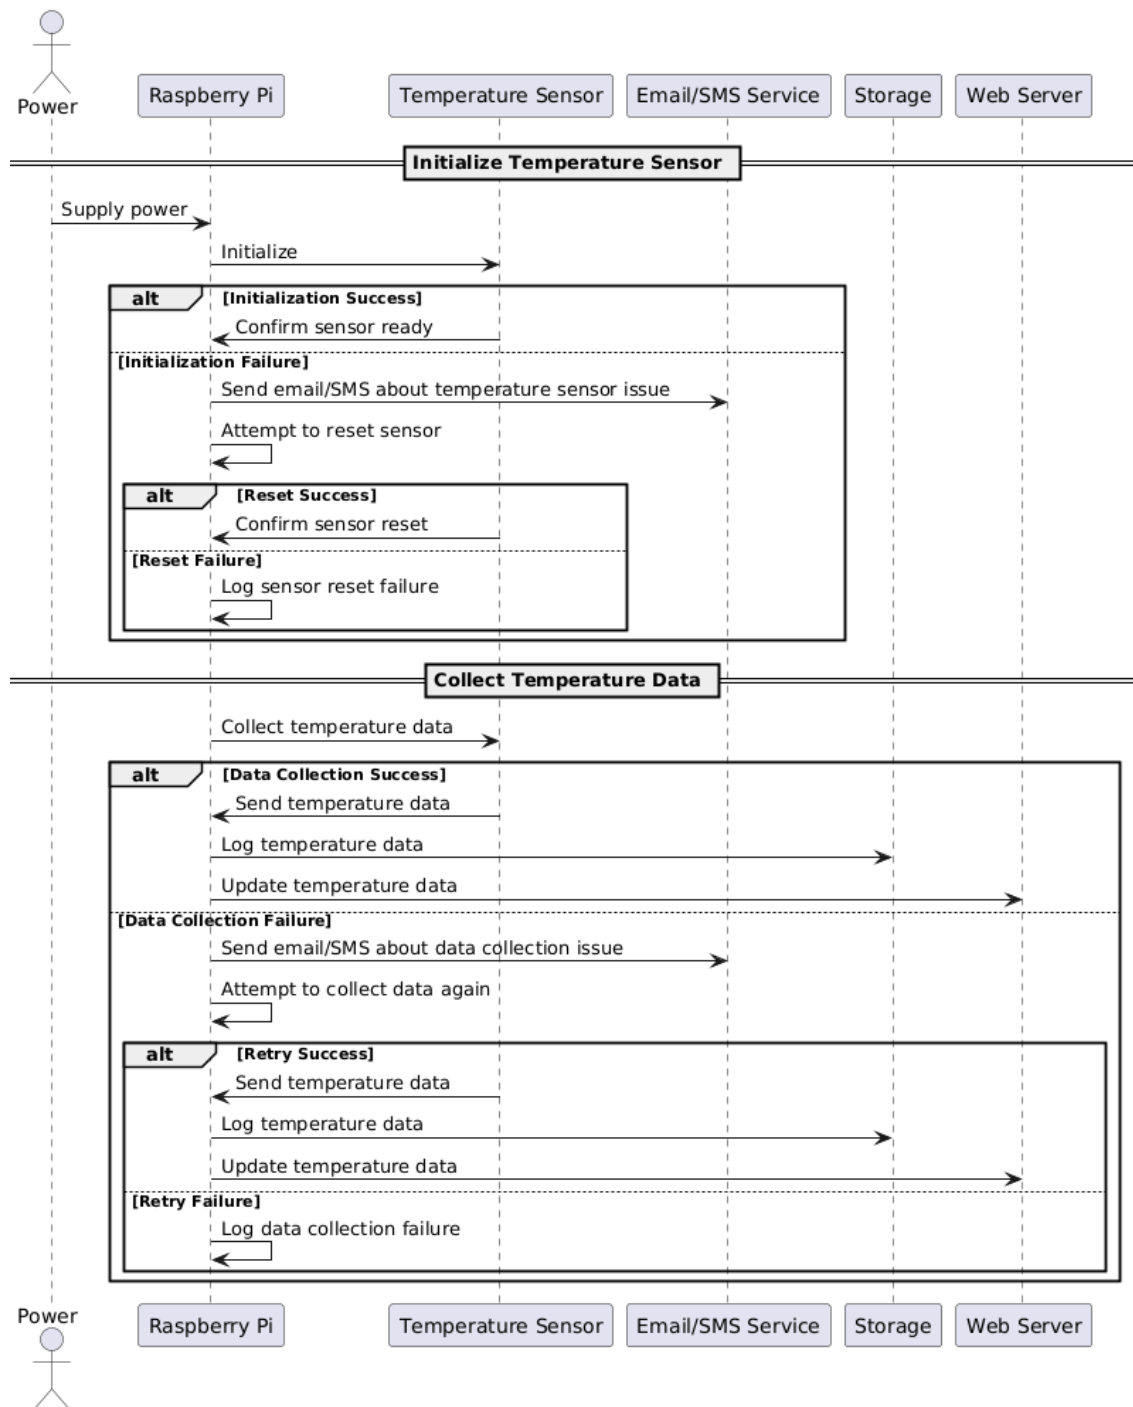 Power
Raspberry Pi
Temperature Sensor
Email/SMS Service
Storage
Web Server
Initialize Temperature Sensor
Supply power
Initialize
alt [Initialization Success]
Confirm sensor ready
[Initialization Failure]
Send email/SMS about temperature sensor issue
Attempt to reset sensor
alt [Reset Success]
Confirm sensor reset
[Reset Failure]
Log sensor reset failure
Collect Temperature Data
Collect temperature data
alt [Data Collection Success]
Send temperature data
Log temperature data
Update temperature data
[Data Collection Failure]
Send email/SMS about data collection issue
Attempt to collect data again
alt [Retry Success]
Send temperature data
Log temperature data
Update temperature data
[Retry Failure]
Log data collection failure
Power
Raspberry Pi
Temperature Sensor
Email/SMS Service
Storage
Web Server